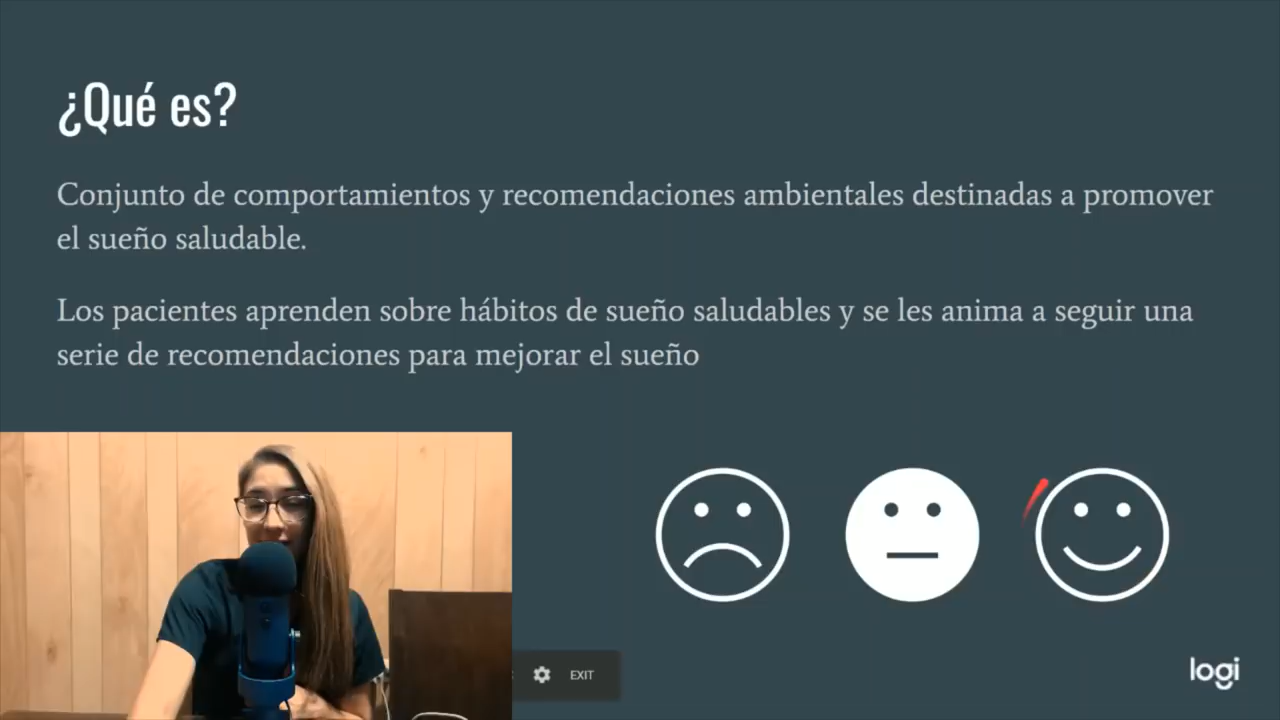 ¿Qué es?
Conjunto de comportamientos y recomendaciones ambientales destinadas a promover
el sueño saludable.
Los pacientes aprenden sobre hábitos de sueño saludables y se les anima a seguir una
serie de recomendaciones para mejorar el sueño
EXIT
logi